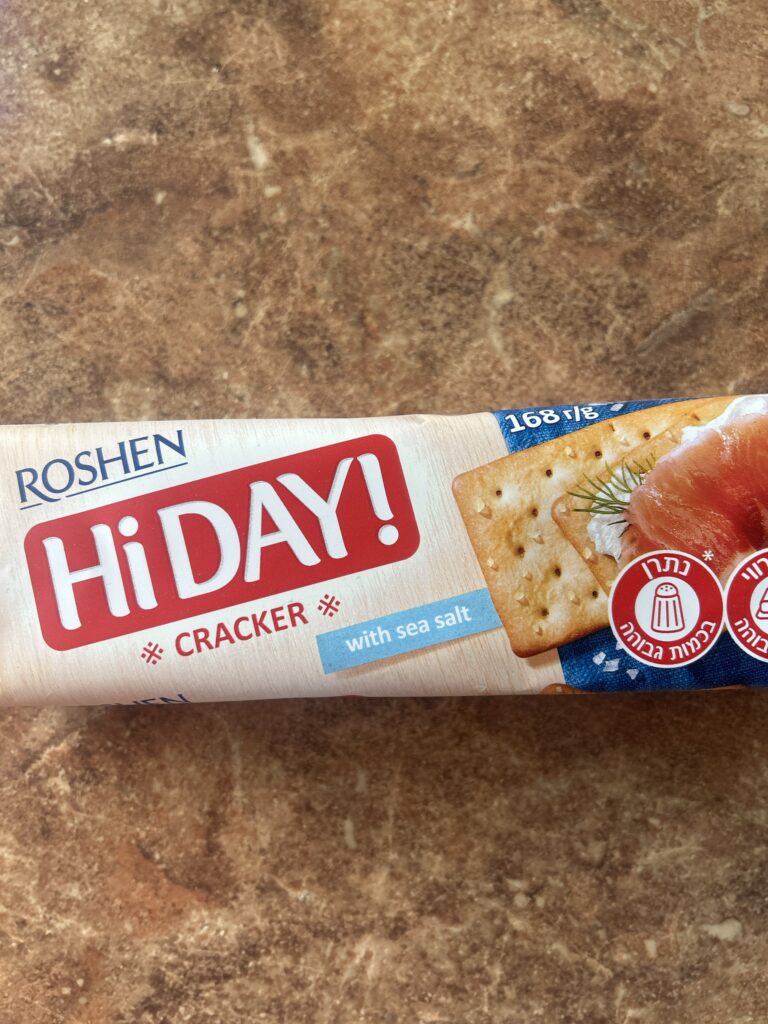 ROSHEN
HiDAY!
CRACKER
with sea salt
168 г/g
נתרן*
בכמות גבוהה